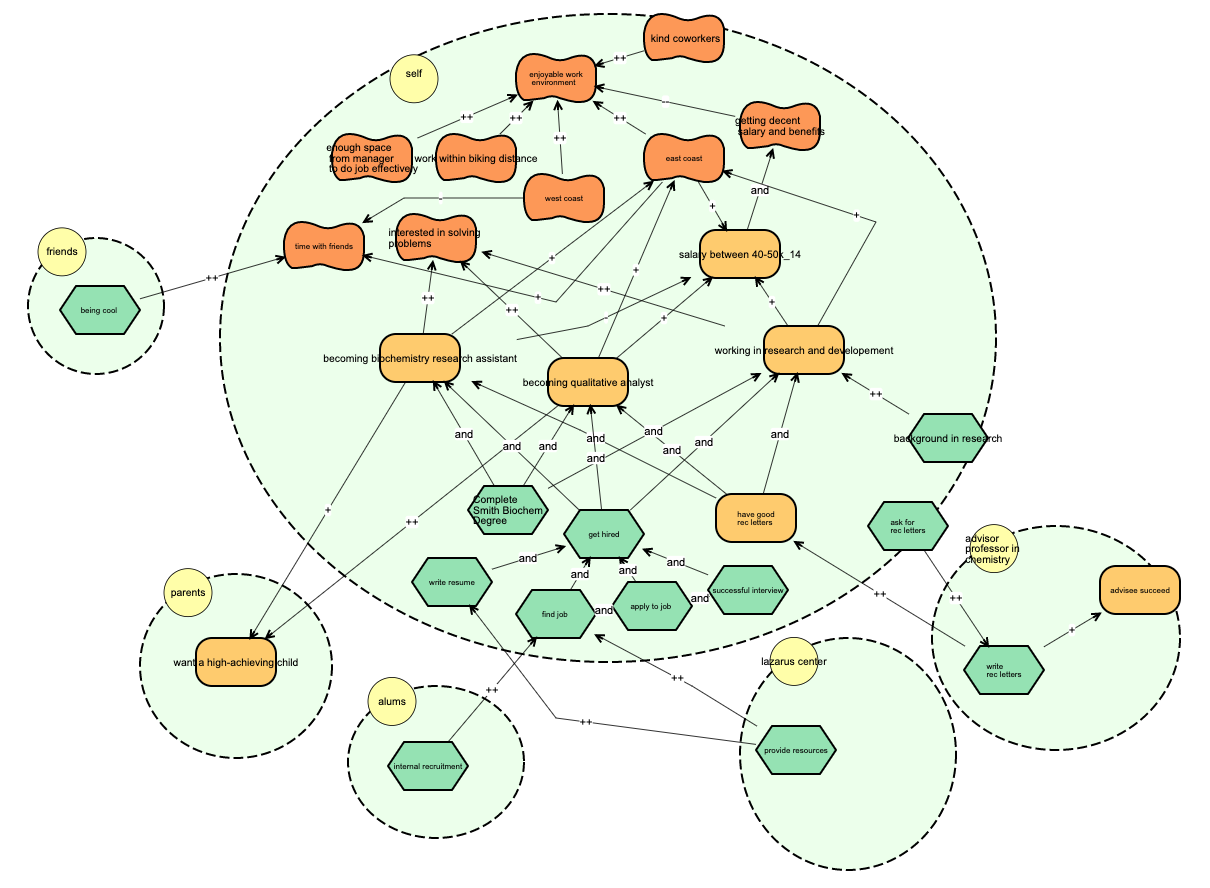 kind coworkers
++
self
enjoyable work
environment
++
++
++
++
--
getting decent
salary and benefits
enough space
from manager
to do job effectively
work within biking distance
east coast
and
west coast
-
+
+
friends
time with friends
interested in solving
problems
salary between 40-50k_14
++
+
+
++
++
+
++
-
+
+
being cool
becoming biochemistry research assistant
becoming qualitative analyst
working in research and developement
++
background in research
and
and
and
and
and
and
and
and
and
Complete
Smith Biochem
Degree
have good
rec letters
ask for
rec letters
+
++
get hired
advisor
professor in
chemistry
and
and
and
and
write resume
find job
and
apply to job
and
successful interview
advisee succeed
parents
++
++
+
want a high-achieving child
lazarus center
write
rec letters
++
++
alums
++
provide resources
internal recruitment